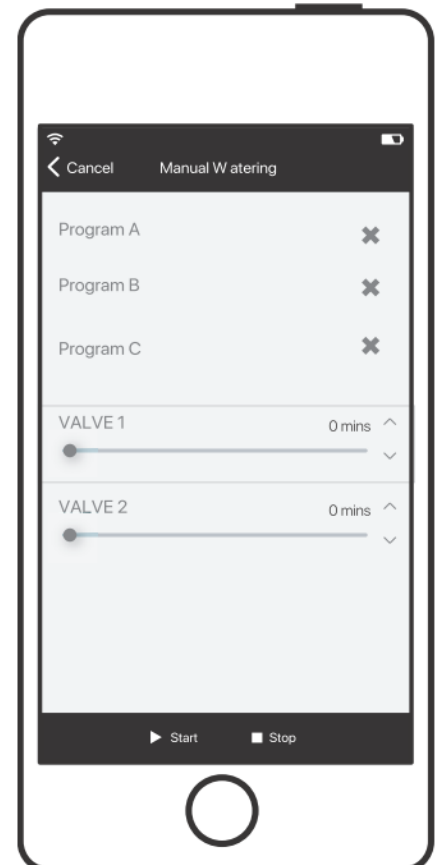 Cancel Manual W atering
Program A
Program B
Program C
VALVE 1 0 mins
VALVE 2 0 mins
Start Stop